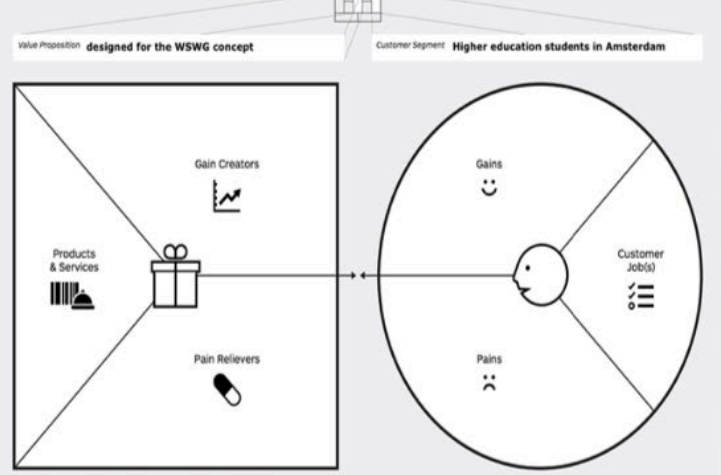 Value Proposition designed for the WSWG concept
Customer Segment Higher education students in Amsterdam
Gain Creators
Gains
Products
& Services
Customer
Job(s)
Pain Relievers
Pains